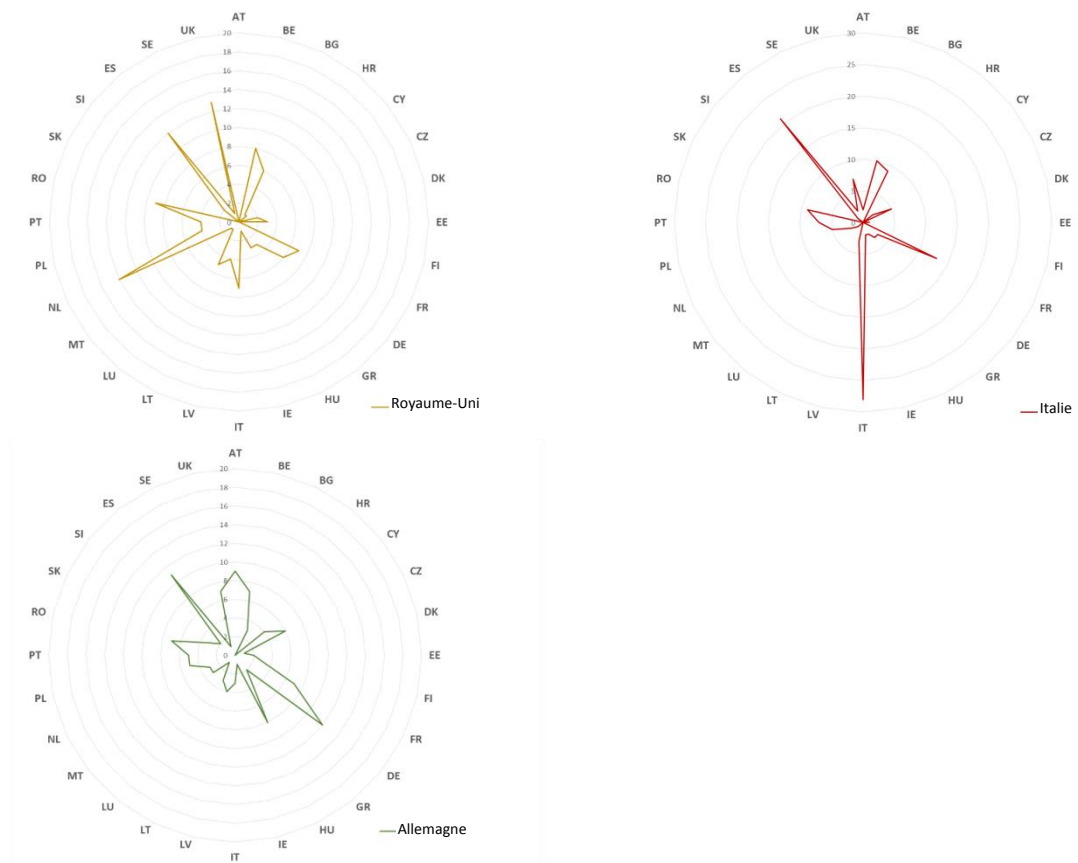 AT
BE
BG
HR
CY
CZ
DK
EE
FI
FR
DE
GR
HU
IE
IT
LV
LT
LU
MT
NL
PL
PT
RO
SK
SI
ES
SE
UK
20
18
16
14
12
10
8
6
4
2
0
Royaume-Uni
AT
BE
BG
HR
CY
CZ
DK
EE
FI
FR
DE
GR
HU
IE
IT
LV
LT
LU
MT
NL
PL
PT
RO
SK
SI
ES
SE
UK
30
25
20
15
10
5
0
Italie
AT
BE
BG
HR
CY
CZ
DK
EE
FI
FR
DE
GR
HU
IE
IT
LV
LT
LU
MT
NL
PL
PT
RO
SK
SI
ES
SE
UK
20
18
16
14
12
10
8
6
4
2
0
Allemagne